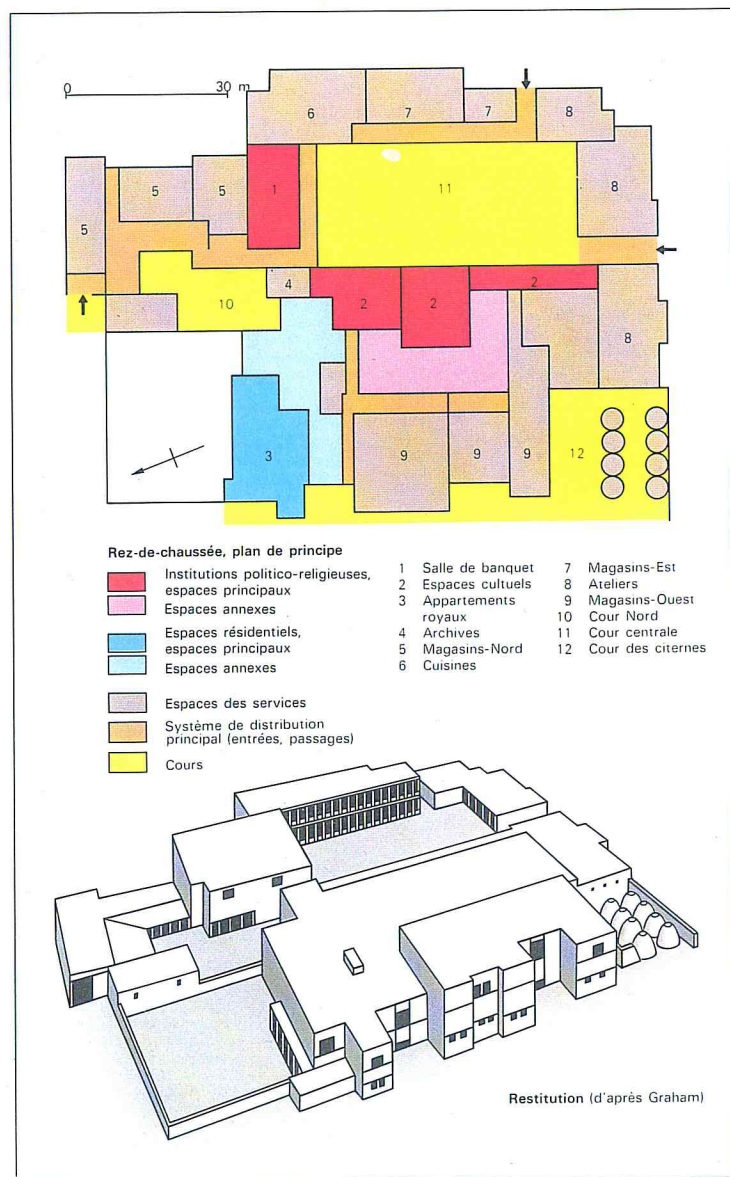 0 30 m
6
7
7
8
5
5
5
1
11
8
4
10
2
2
2
8
3
9
9
9
12
Rez-de-chaussée, plan de principe
Institutions politico-religieuses,
espaces principaux
Espaces annexes
Espaces résidentiels,
espaces principaux
Espaces annexes
Espaces des services
Système de distribution
principal (entrées, passages)
Cours
1 Salle de banquet
2 Espaces cultuels
3 Appartements
royaux
4 Archives
5 Magasins-Nord
6 Cuisines
7 Magasins-Est
8 Ateliers
9 Magasins-Ouest
10 Cour Nord
11 Cour centrale
12 Cour des citernes
Restitution (d'après Graham)